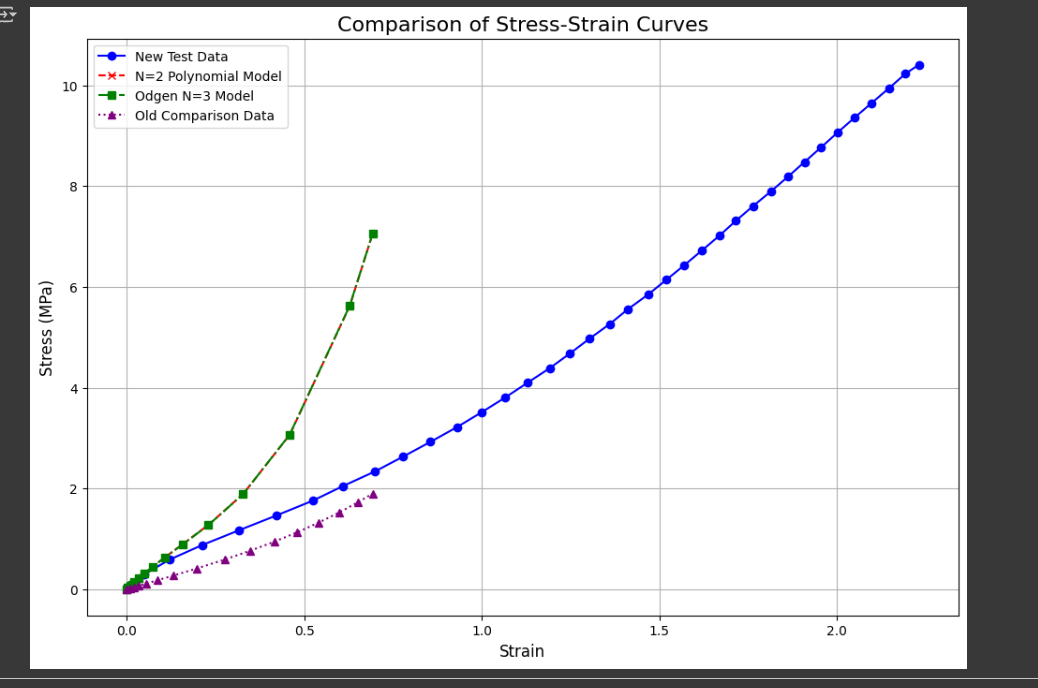 Comparison of Stress-Strain Curves
New Test Data
N=2 Polynomial Model
Odgen N=3 Model
Old Comparison Data
10
8
6
4
2
0
Stress (MPa)
0.0 0.5 1.0 1.5 2.0
Strain